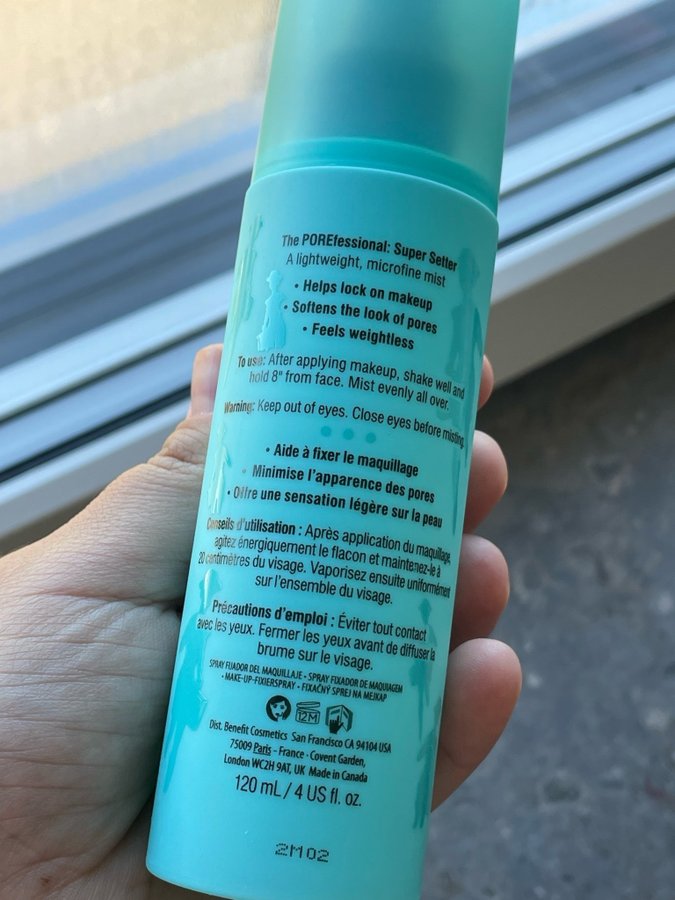 The POREfessional: Super Setter
A lightweight, microfine mist
• Helps lock on makeup
• Softens the look of pores
• Feels weightless
To use: After applying makeup, shake well and
hold 8" from face. Mist evenly all over.
Warning: Keep out of eyes. Close eyes before misting.
• Aide à fixer le maquillage
• Minimise l'apparence des pores
• Offre une sensation légère sur la peau
Conseils d'utilisation : Après application du maquillage,
agitez énergiquement le flacon et maintenez-le à
20 centimètres du visage. Vaporisez ensuite uniformément
sur l'ensemble du visage.
Précautions d'emploi : Éviter tout contact
avec les yeux. Fermer les yeux avant de diffuser la
brume sur le visage.
SPRAY FIJADOR DEL MAQUILLAJE • SPRAY FIXADOR DE MAQUIAGEM
• MAKE-UP-FIXIERSPRAY • FIXAČNÝ SPREJ NA MEJKAP
12M
Dist. Benefit Cosmetics San Francisco CA 94104 USA
75009 Paris - France · Covent Garden,
London WC2H 9AT, UK Made in Canada
120 mL / 4 US fl. oz.
2M02